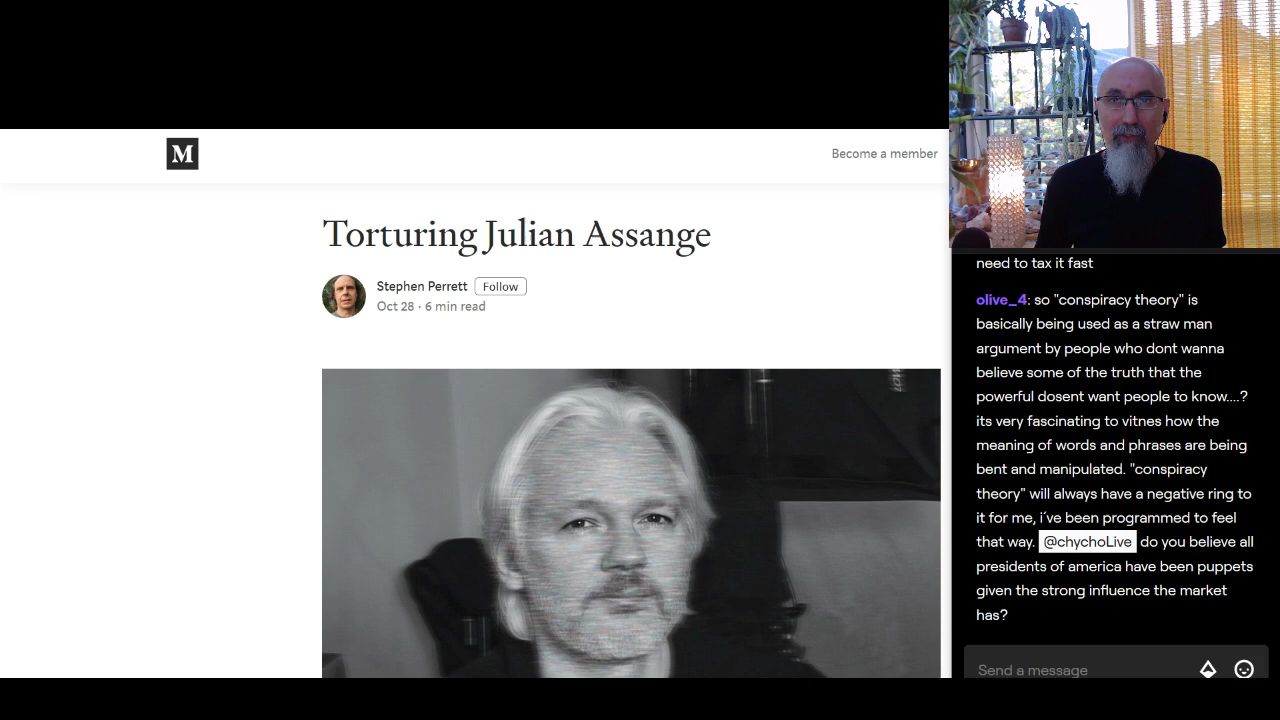 M
Become a member
Torturing Julian Assange
Stephen Perrett Follow
Oct 28 · 6 min read
need to tax it fast
olive_4: so "conspiracy theory" is
basically being used as a straw man
argument by people who dont wanna
believe some of the truth that the
powerful dosent want people to know....?
its very fascinating to vitnes how the
meaning of words and phrases are being
bent and manipulated. "conspiracy
theory" will always have a negative ring to
it for me, i´ve been programmed to feel
that way. @chychoLive do you believe all
presidents of america have been puppets
given the strong influence the market
has?
Send a message